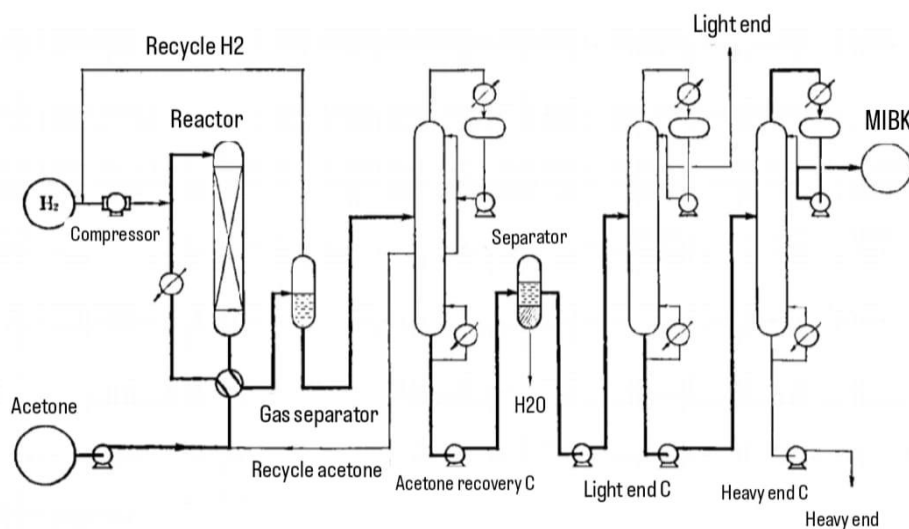 Light end
Recycle H2
Reactor
MIBK
H₂
Compressor
Separator
Gas separator
H20
Acetone
Recycle acetone
Acetone recovery C
Light end C
Heavy end C
Heavy end